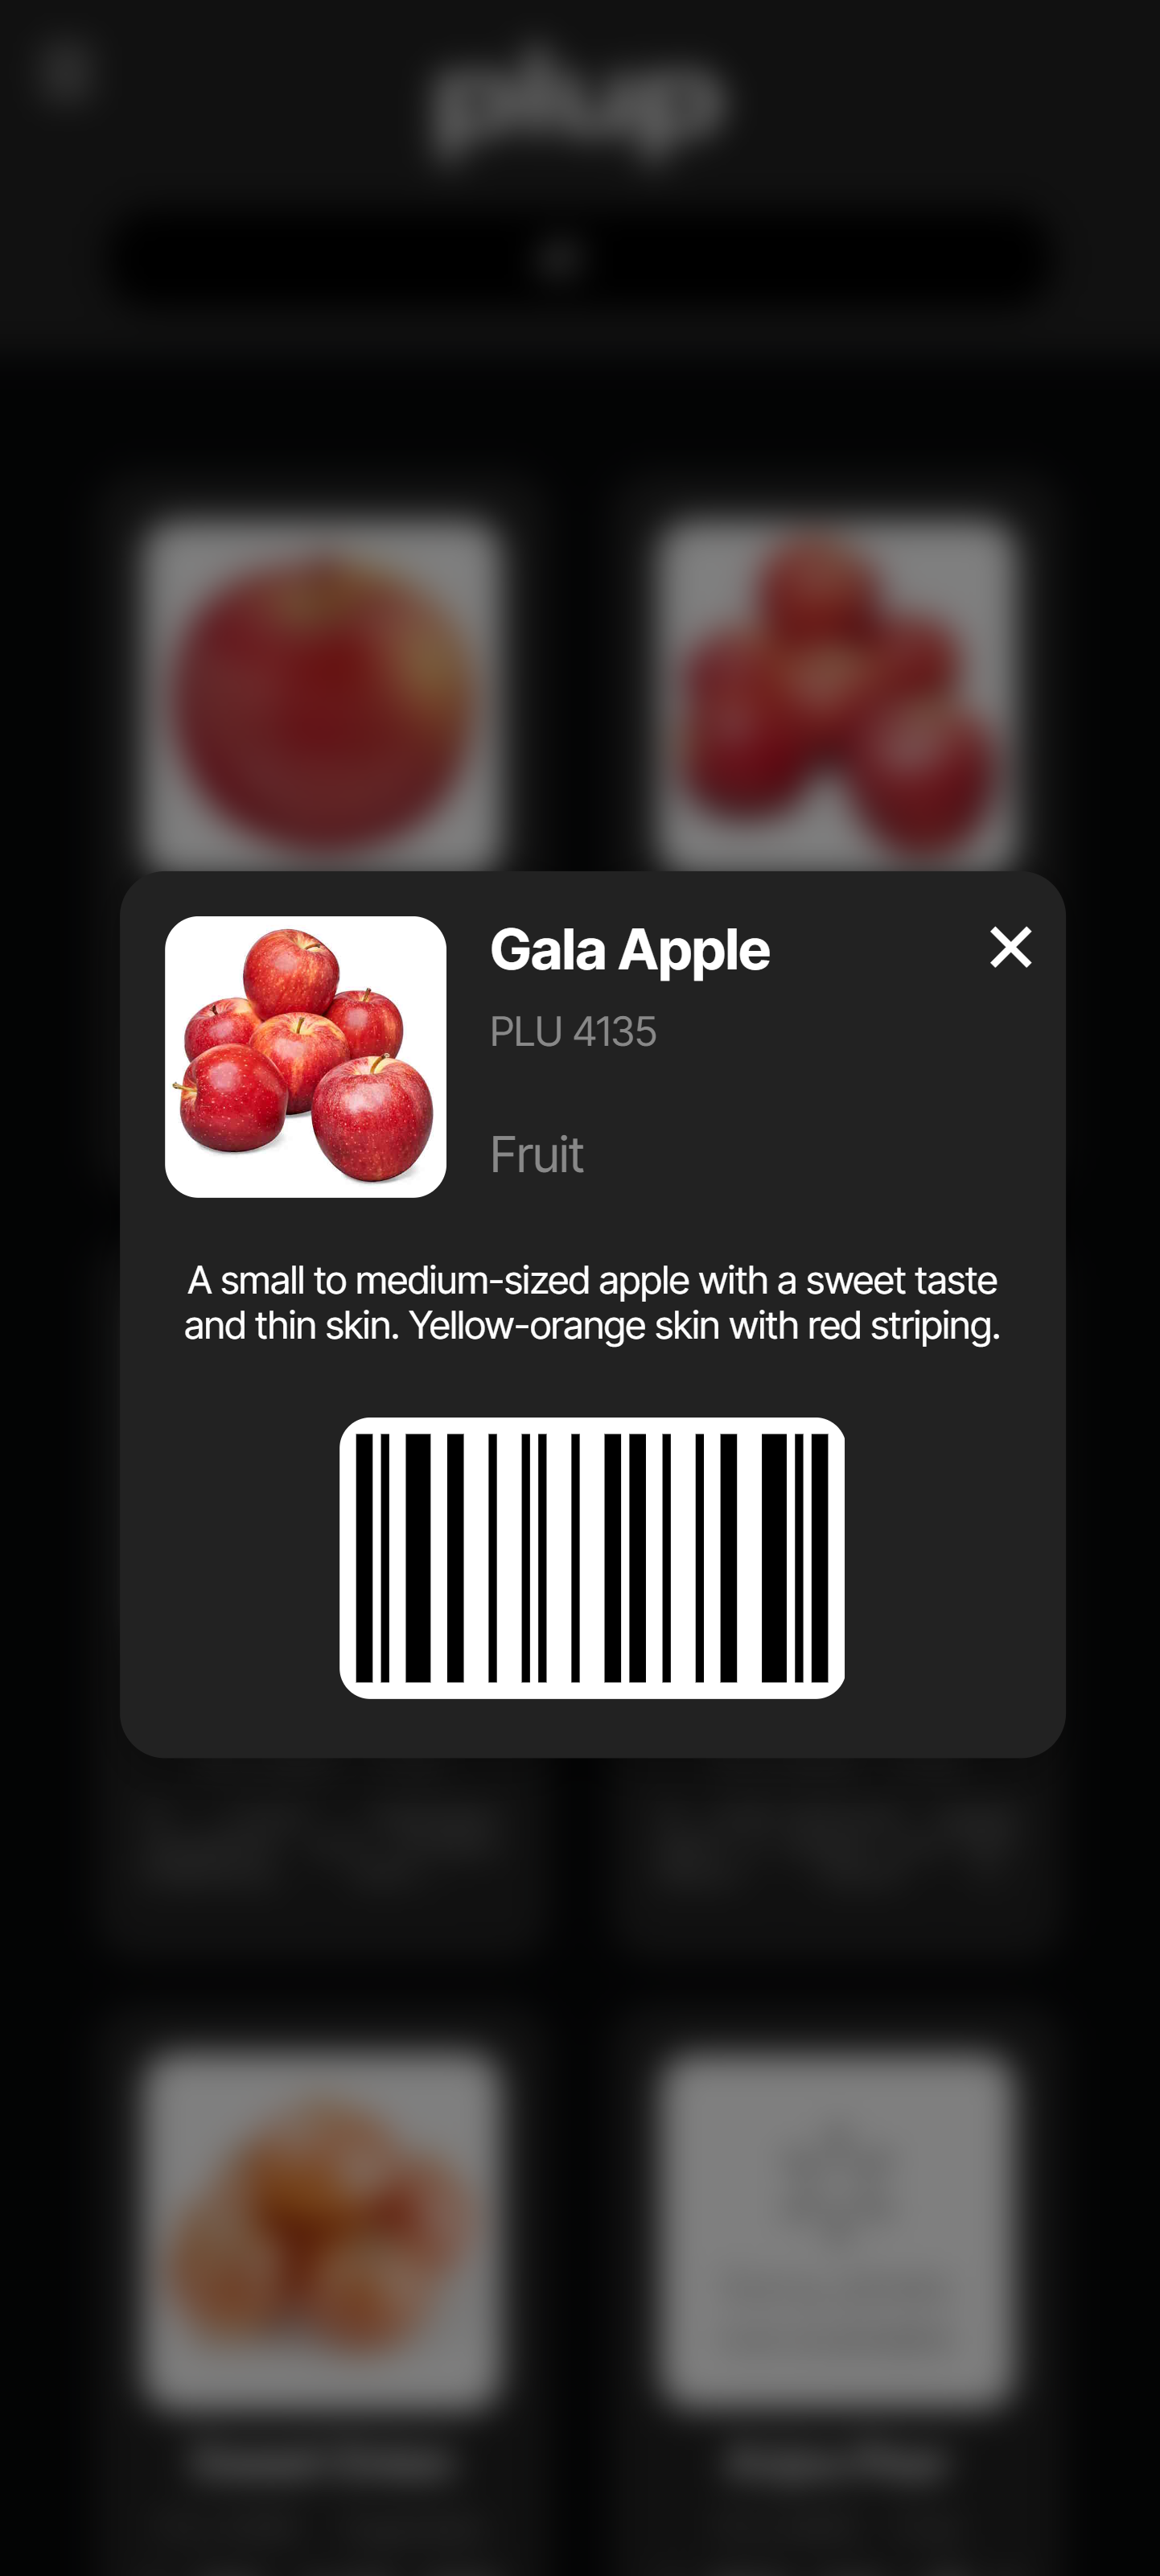 plup
Gala Apple
PLU 4135
Fruit
A small to medium-sized apple with a sweet taste
and thin skin. Yellow-orange skin with red striping.